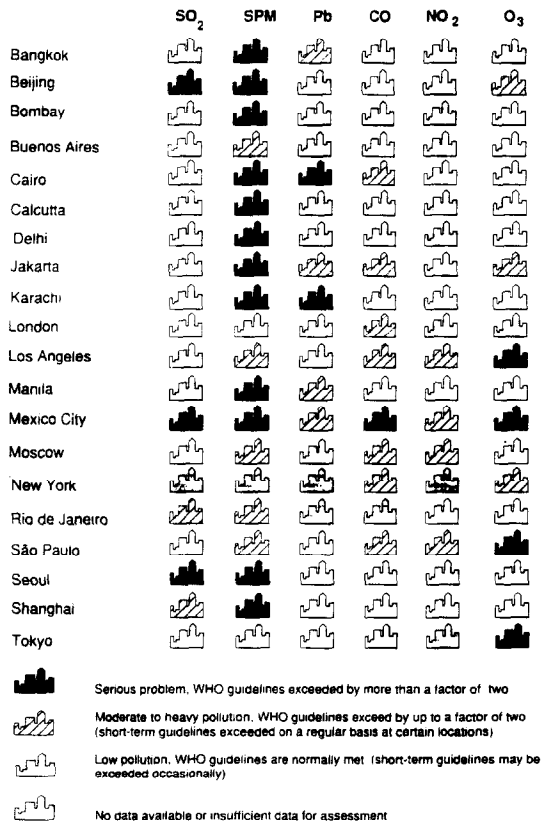 SO2 SPM Pb CO NO2 O3
Bangkok
Beijing
Bombay
Buenos Aires
Cairo
Calcutta
Delhi
Jakarta
Karachi
London
Los Angeles
Manila
Mexico City
Moscow
New York
Rio de Janeiro
São Paulo
Seoul
Shanghai
Tokyo
Serious problem, WHO guidelines exceeded by more than a factor of two
Moderate to heavy pollution, WHO guidelines exceed by up to a factor of two
(short-term guidelines exceeded on a regular basis at certain locations)
Low pollution, WHO guidelines are normally met (short-term guidelines may be
exceeded occasionally)
No data available or insufficient data for assessment